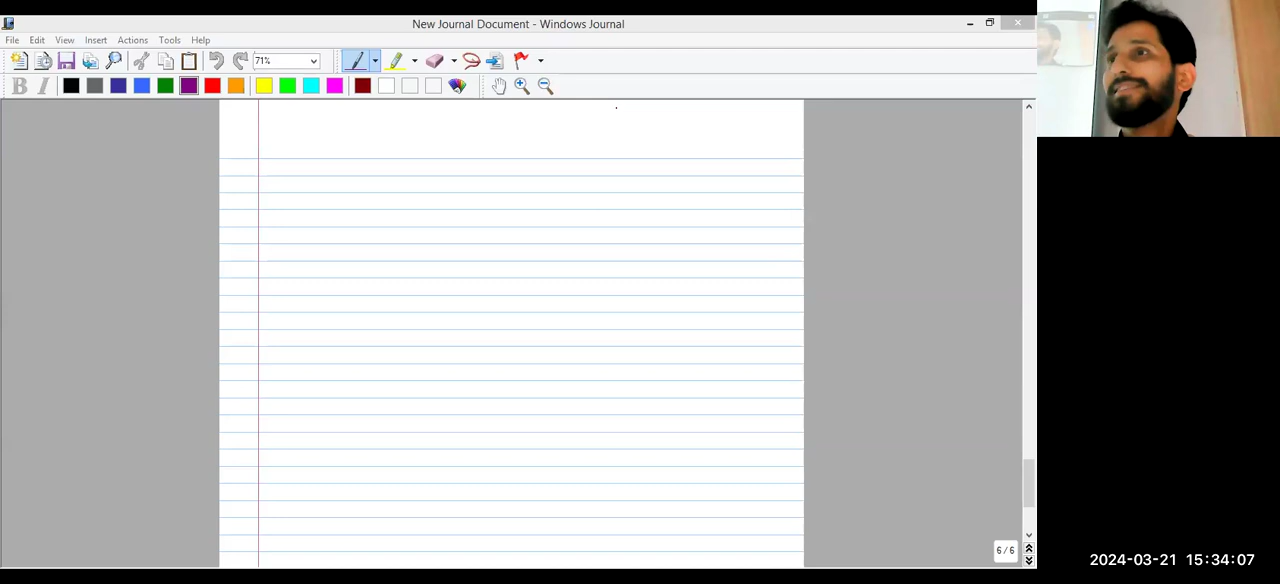 New Journal Document - Windows Journal
File Edit View Insert Actions Tools Help
71%
B I
6 / 6
2024-03-21 15:34:07